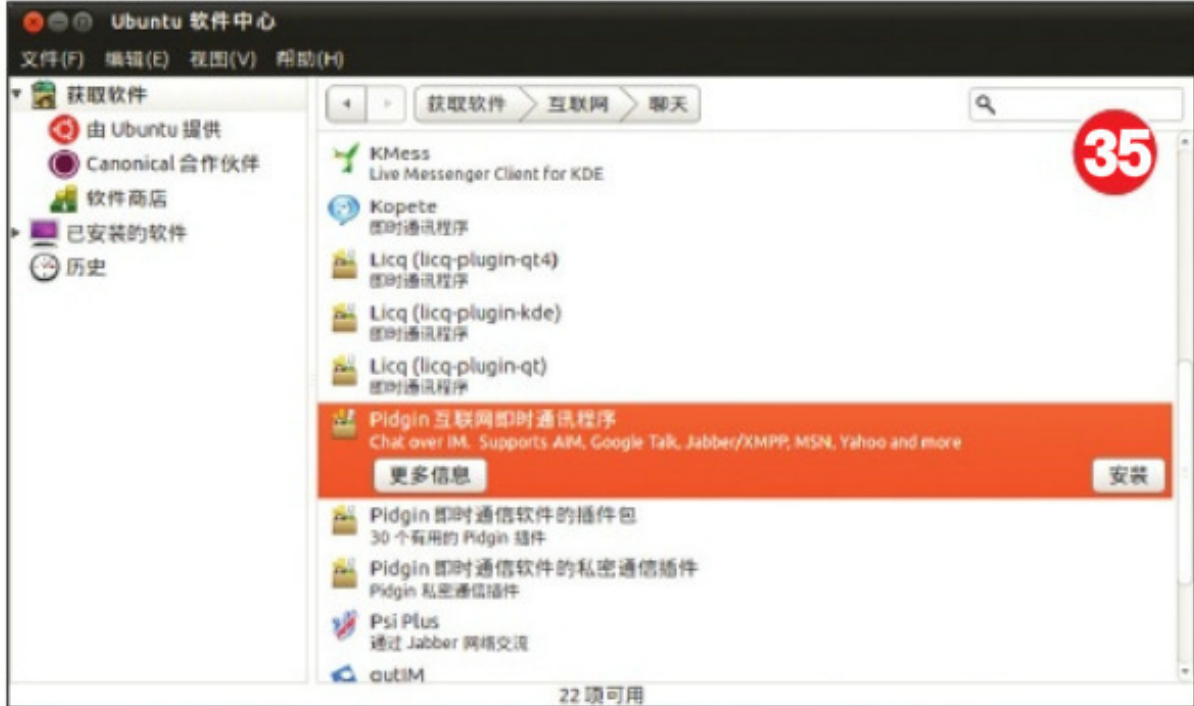 Ubuntu 软件中心
文件(F) 编辑(E) 视图(V) 帮助(H)
获取软件
由 Ubuntu 提供
Canonical 合作伙伴
软件商店
已安装的软件
历史
获取软件 互联网 聊天
35
KMess
Live Messenger Client for KDE
Kopete
即时通讯程序
Licq (licq-plugin-qt4)
即时通讯程序
Licq (licq-plugin-kde)
即时通讯程序
Licq (licq-plugin-qt)
即时通讯程序
Pidgin 互联网即时通讯程序
Chat over IM. Supports AIM, Google Talk, Jabber/XMPP, MSN, Yahoo and more
更多信息 安装
Pidgin 即时通信软件的插件包
30 个有用的 Pidgin 插件
Pidgin 即时通信软件的私密通信插件
Pidgin 私密通信插件
Psi Plus
通过 Jabber 网络交流
qutIM
22 项可用